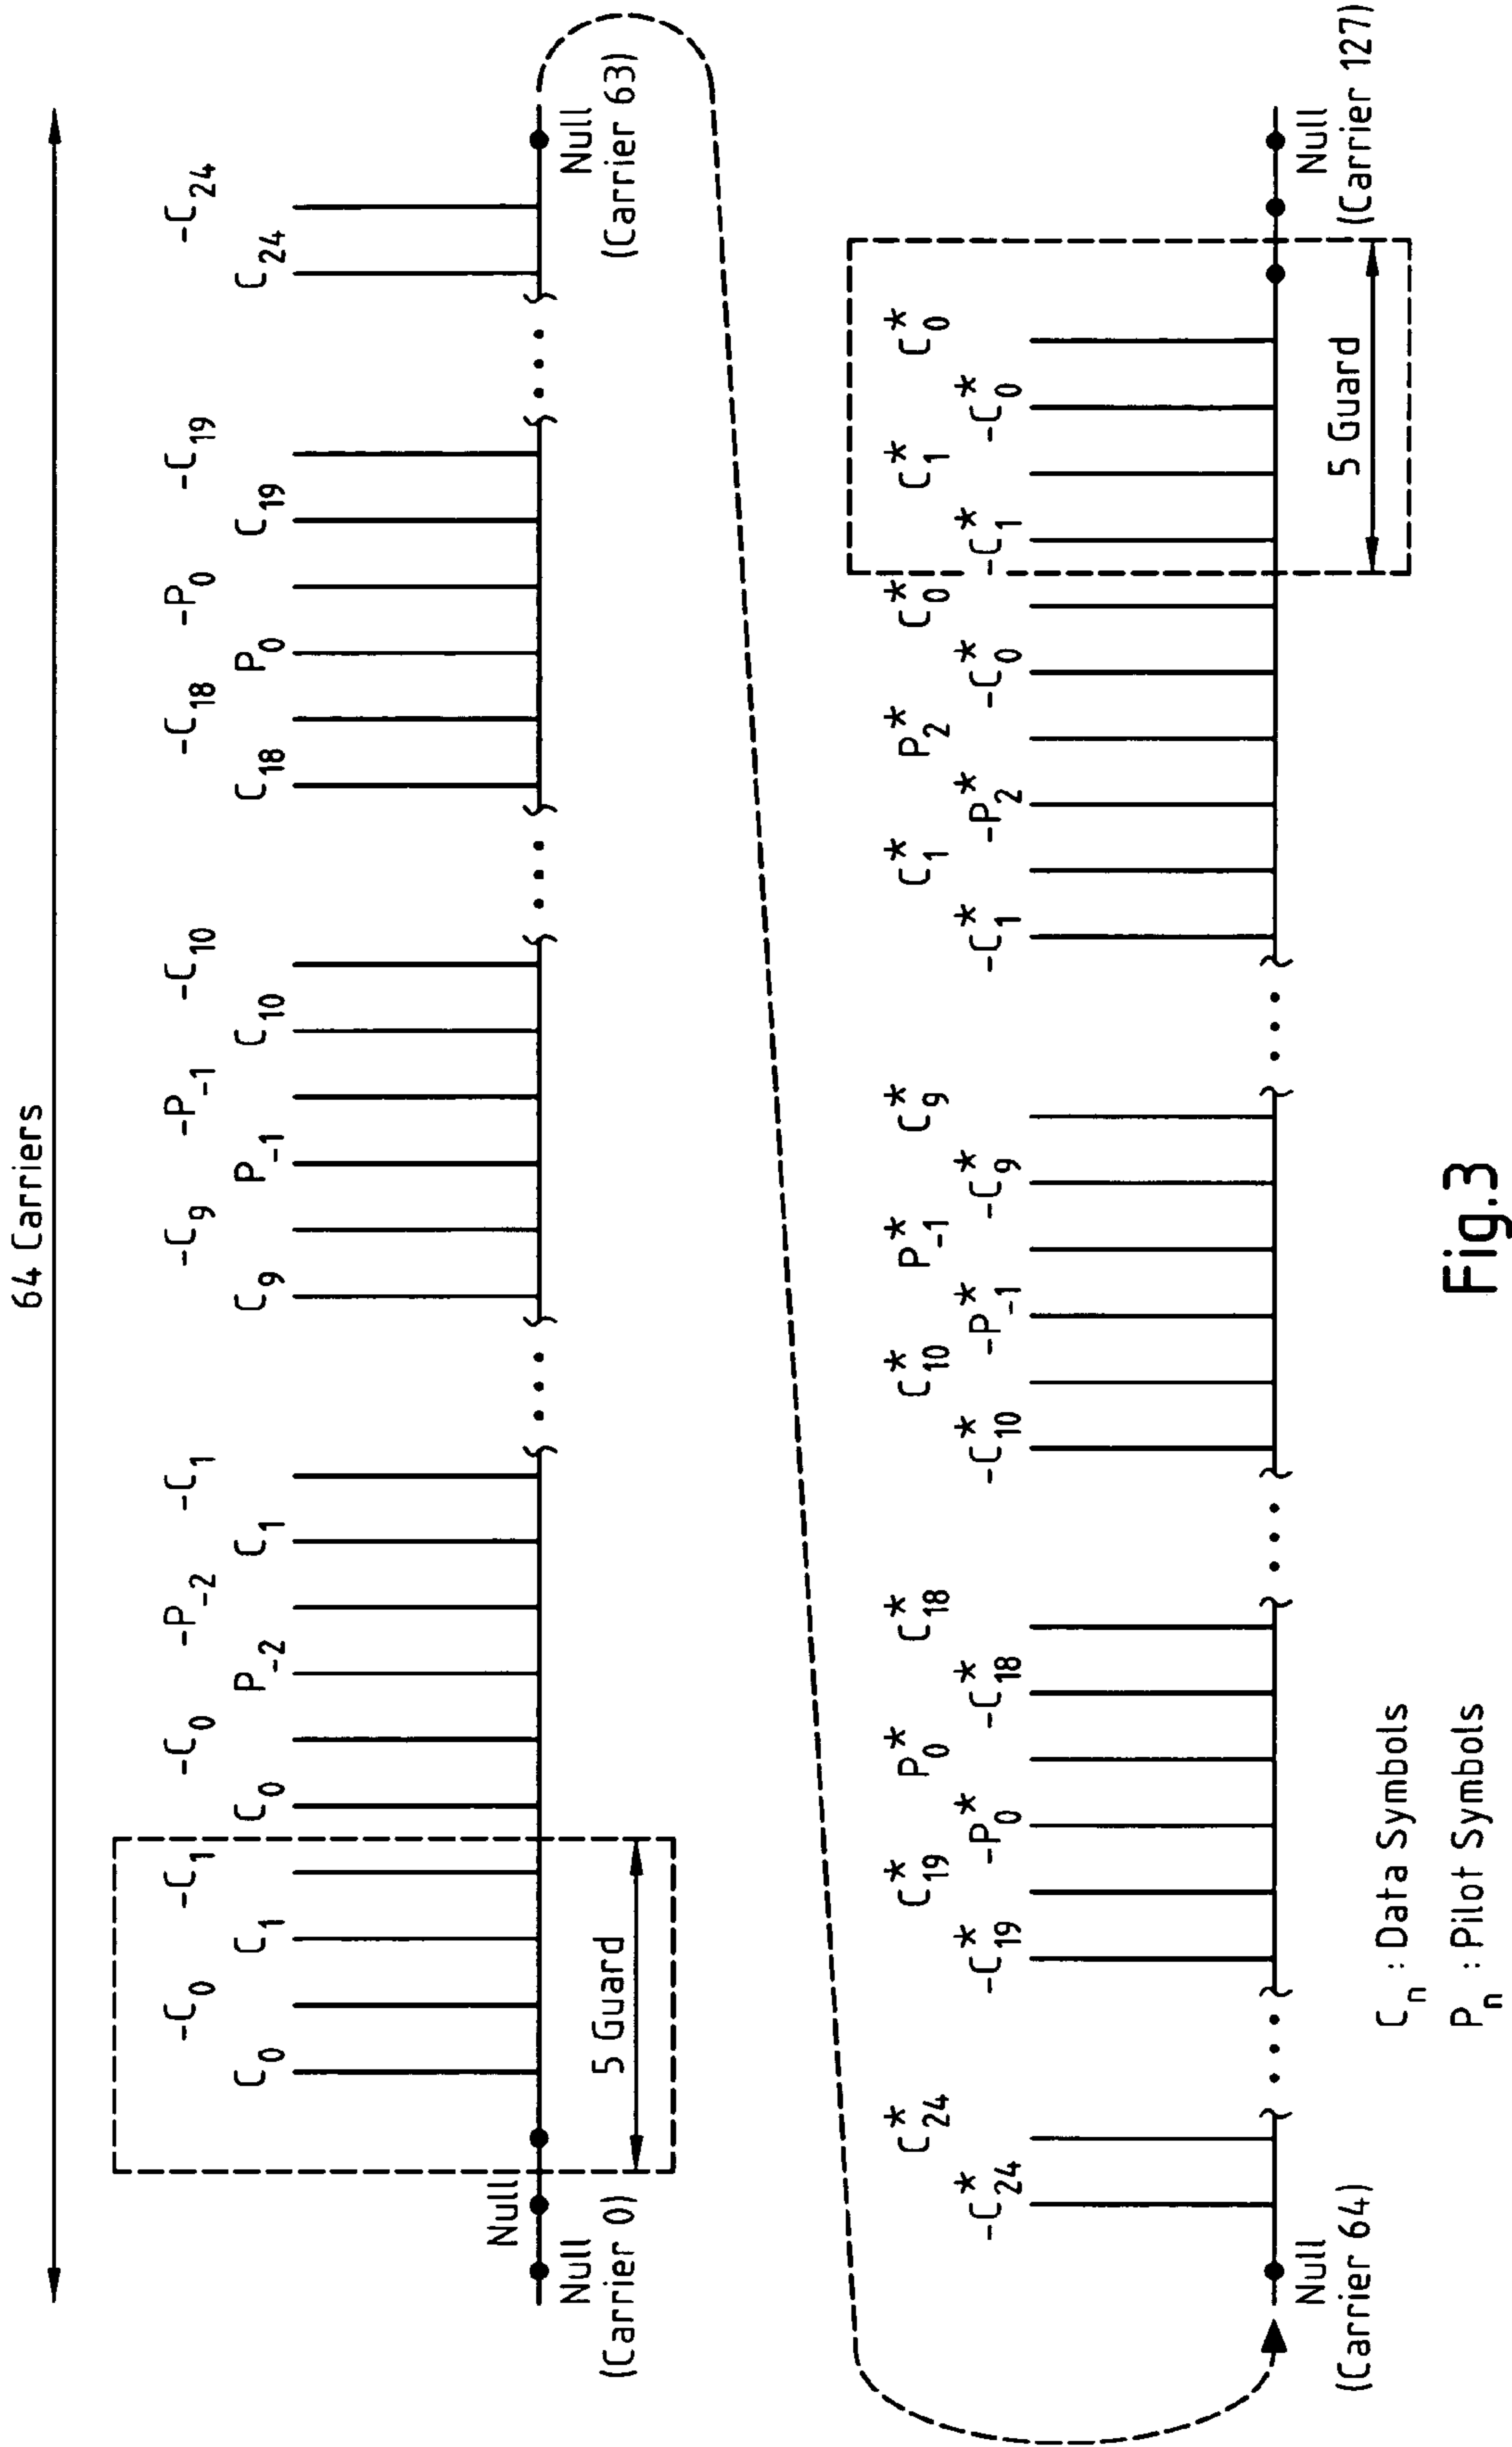 64 Carriers
C0 -C0 C1 -C1 C0 -C0 P-2 -P-2 C1 -C1 ... C9 -C9 P-1 -P-1 C10 -C10 ... C18 -C18 P0 -P0 C19 -C19 ... C24 -C24
Null
Null
(Carrier 0)
5 Guard
Null
(Carrier 63)
-C*24 C*24 ... -C*19 C*19 -P*0 P*0 -C*18 C*18 ... -C*10 C*10 -P*-1 P*-1 -C*9 C*9 ... -C*1 C*1 -P*2 P*2 -C*0 C*0 -C*1 C*1 -C*0 C*0
Null
(Carrier 64)
5 Guard
Null
(Carrier 127)
Cn : Data Symbols
Pn : Pilot Symbols
Fig.3